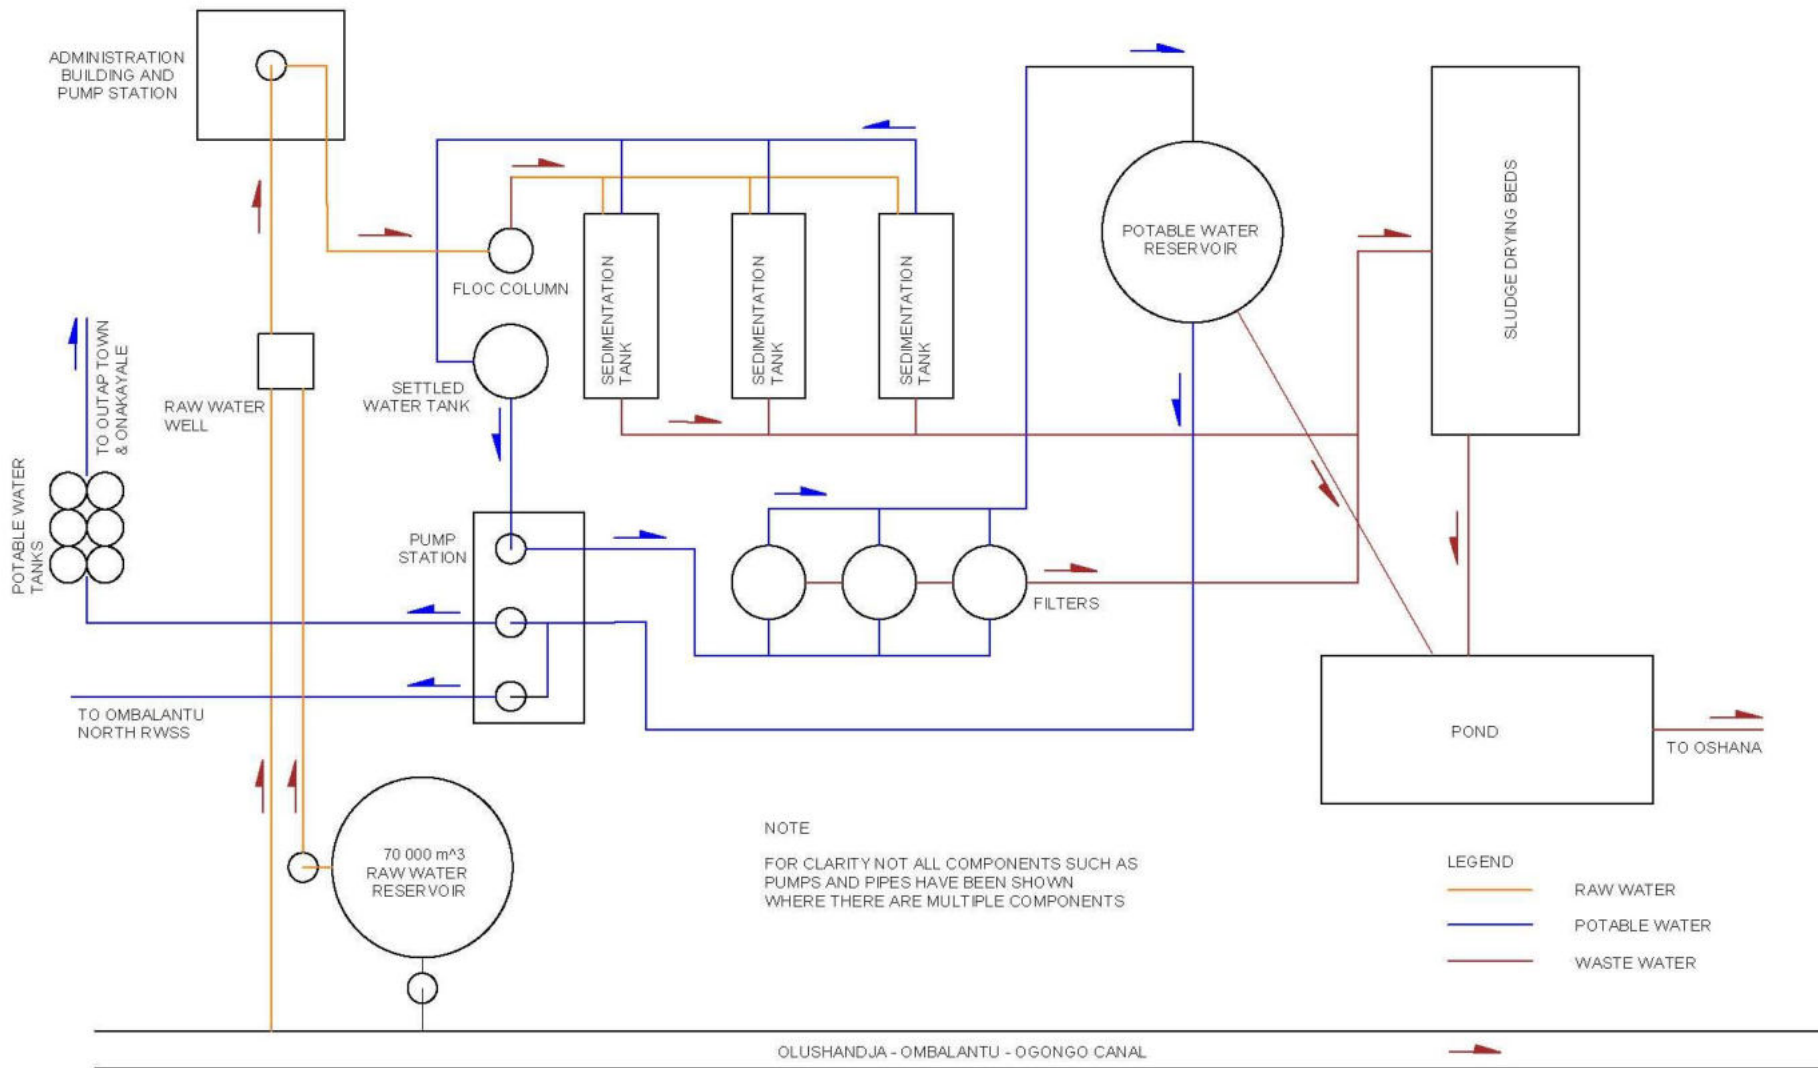 ADMINISTRATION
BUILDING AND
PUMP STATION
FLOC COLUMN
SEDIMENTATION
TANK
SEDIMENTATION
TANK
SEDIMENTATION
TANK
POTABLE WATER
RESERVOIR
SLUDGE DRYING BEDS
TO OUTAP TOWN
& ONAKAYALE
RAW WATER
WELL
SETTLED
WATER TANK
POTABLE WATER
TANKS
PUMP
STATION
FILTERS
TO OMBALANTU
NORTH RWSS
POND
TO OSHANA
70 000 m^3
RAW WATER
RESERVOIR
NOTE
FOR CLARITY NOT ALL COMPONENTS SUCH AS
PUMPS AND PIPES HAVE BEEN SHOWN
WHERE THERE ARE MULTIPLE COMPONENTS
LEGEND
RAW WATER
POTABLE WATER
WASTE WATER
OLUSHANDJA - OMBALANTU - OGONGO CANAL